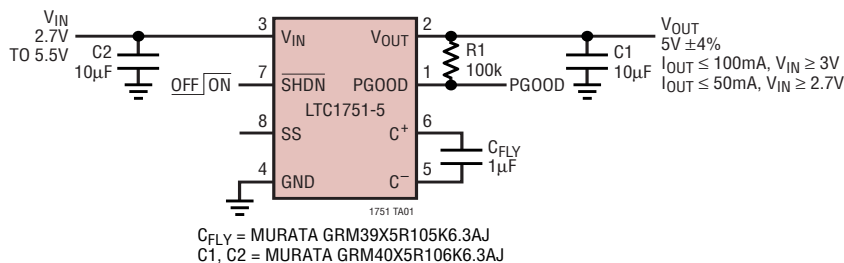 VIN
2.7V
TO 5.5V
C2
10µF
3
VIN
VOUT
2
R1
100k
C1
10µF
VOUT
5V ±4%
IOUT ≤ 100mA, VIN ≥ 3V
IOUT ≤ 50mA, VIN ≥ 2.7V
OFF ON
7
SHDN
PGOOD
1
PGOOD
LTC1751-5
8
SS
C+
6
CFLY
1µF
4
GND
C–
5
1751 TA01
CFLY = MURATA GRM39X5R105K6.3AJ
C1, C2 = MURATA GRM40X5R106K6.3AJ